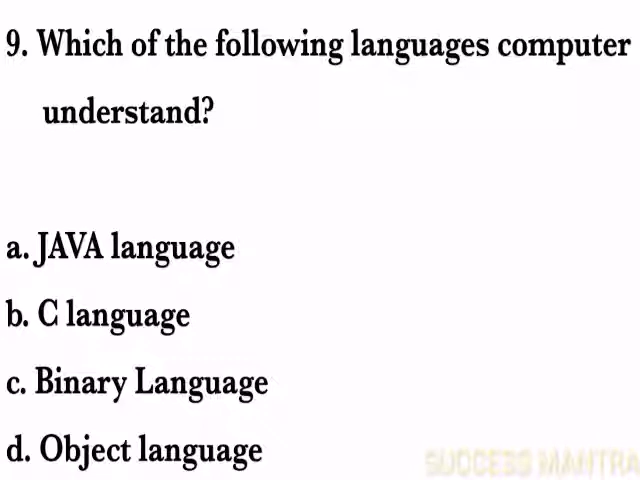 9. Which of the following languages computer
understand?
a. JAVA language
b. C language
c. Binary Language
d. Object language
SUCCESS MANTRA